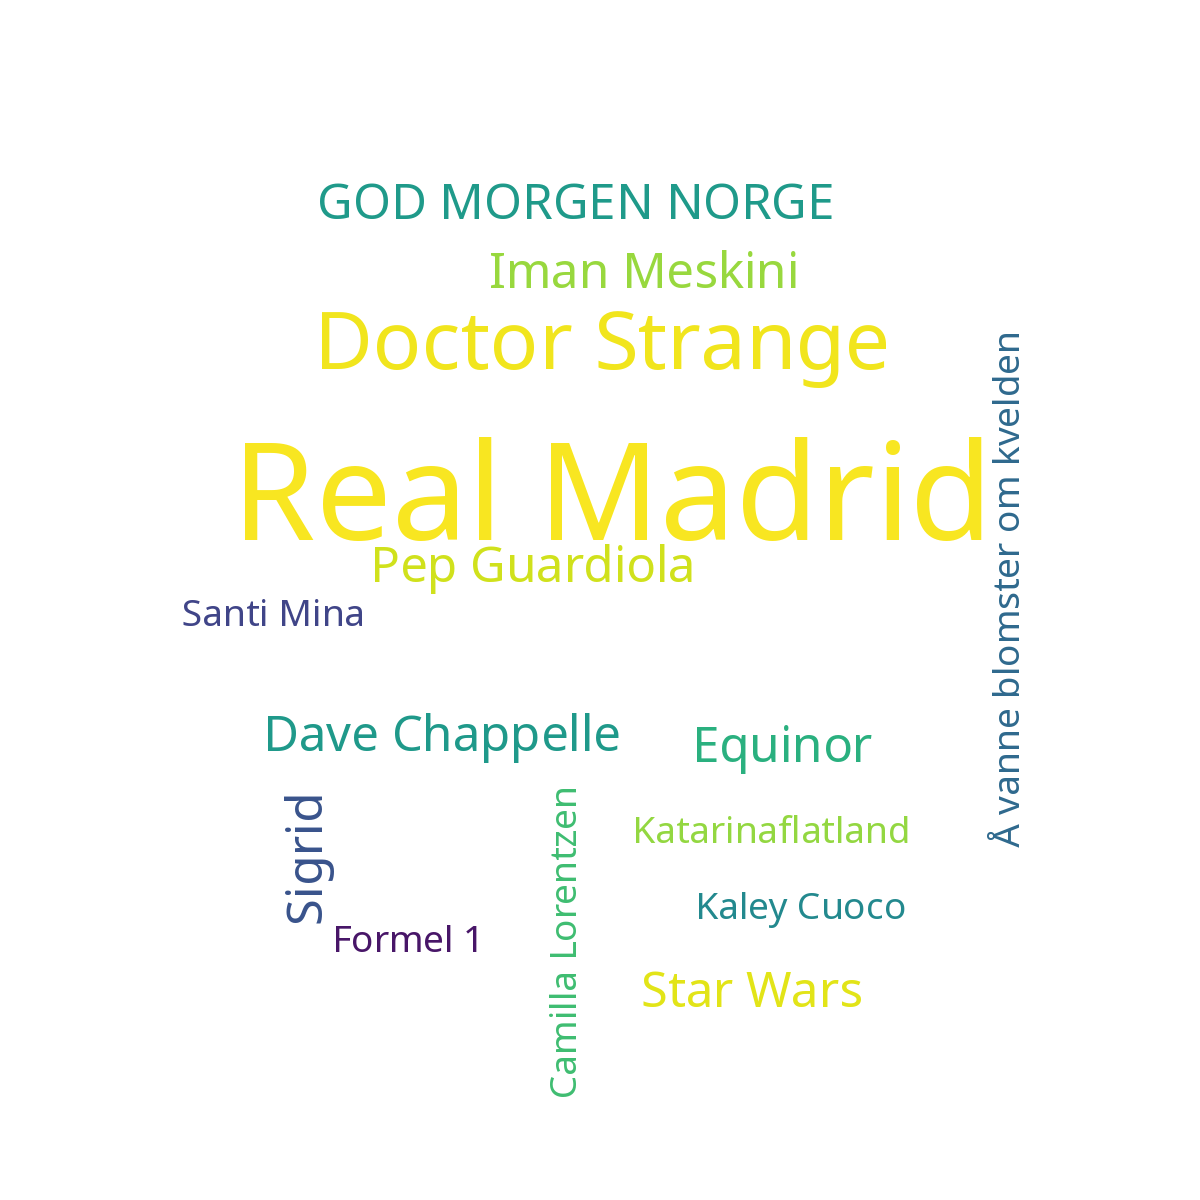 GOD MORGEN NORGE
Iman Meskini
Doctor Strange
Real Madrid
Å vanne blomster om kvelden
Pep Guardiola
Santi Mina
Dave Chappelle
Equinor
Sigrid
Camilla Lorentzen
Katarinaflatland
Kaley Cuoco
Formel 1
Star Wars